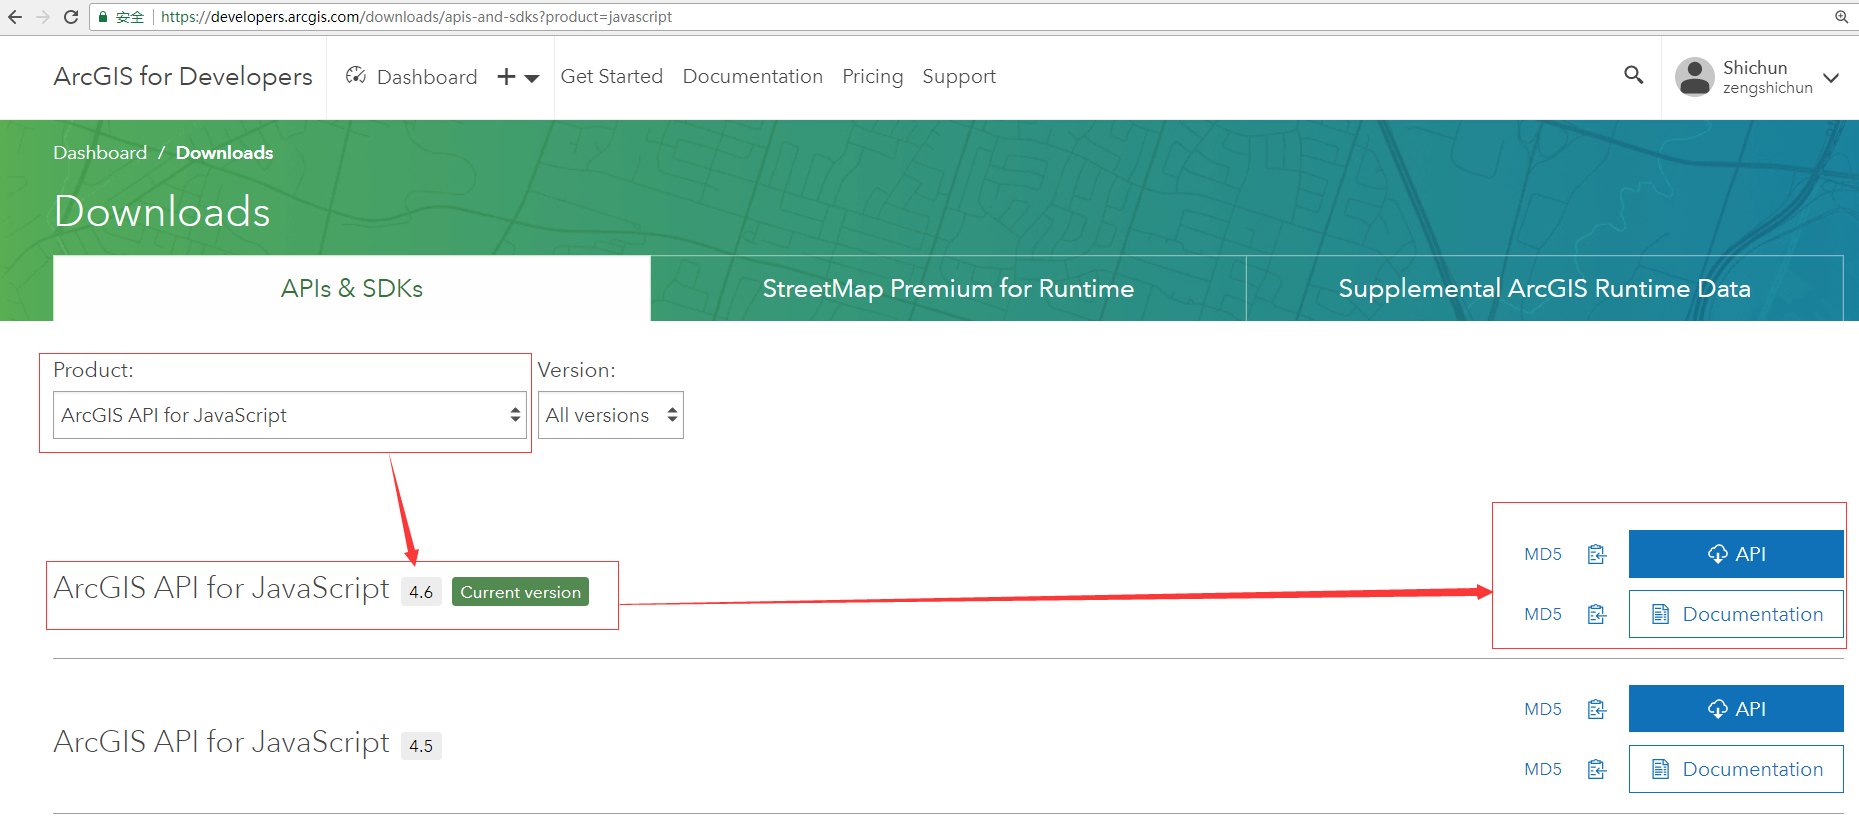 安全 https://developers.arcgis.com/downloads/apis-and-sdks?product=javascript
ArcGIS for Developers Dashboard Get Started Documentation Pricing Support Shichun
zengshichun
Dashboard / Downloads
Downloads
APIs & SDKs StreetMap Premium for Runtime Supplemental ArcGIS Runtime Data
Product: Version:
ArcGIS API for JavaScript All versions
MD5 API
ArcGIS API for JavaScript 4.6 Current version
MD5 Documentation
MD5 API
ArcGIS API for JavaScript 4.5
MD5 Documentation